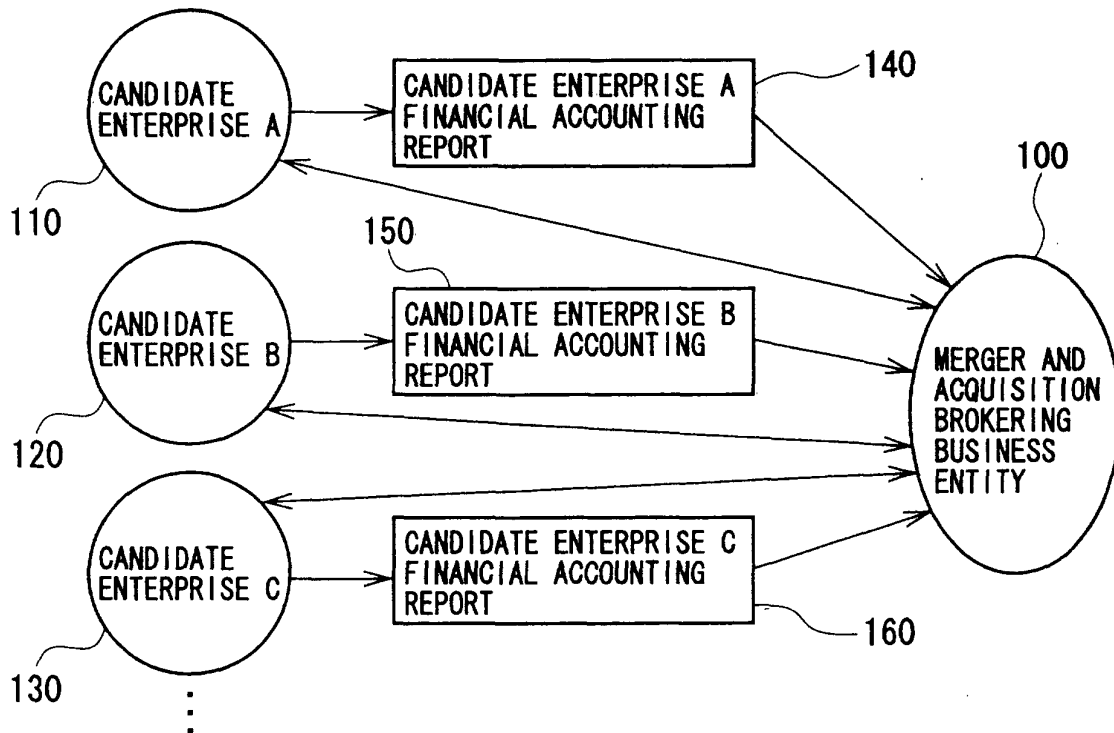 CANDIDATE
ENTERPRISE A
110
CANDIDATE ENTERPRISE A
FINANCIAL ACCOUNTING
REPORT
140
100
CANDIDATE
ENTERPRISE B
120
150
CANDIDATE ENTERPRISE B
FINANCIAL ACCOUNTING
REPORT
MERGER AND
ACQUISITION
BROKERING
BUSINESS
ENTITY
CANDIDATE
ENTERPRISE C
130
CANDIDATE ENTERPRISE C
FINANCIAL ACCOUNTING
REPORT
160